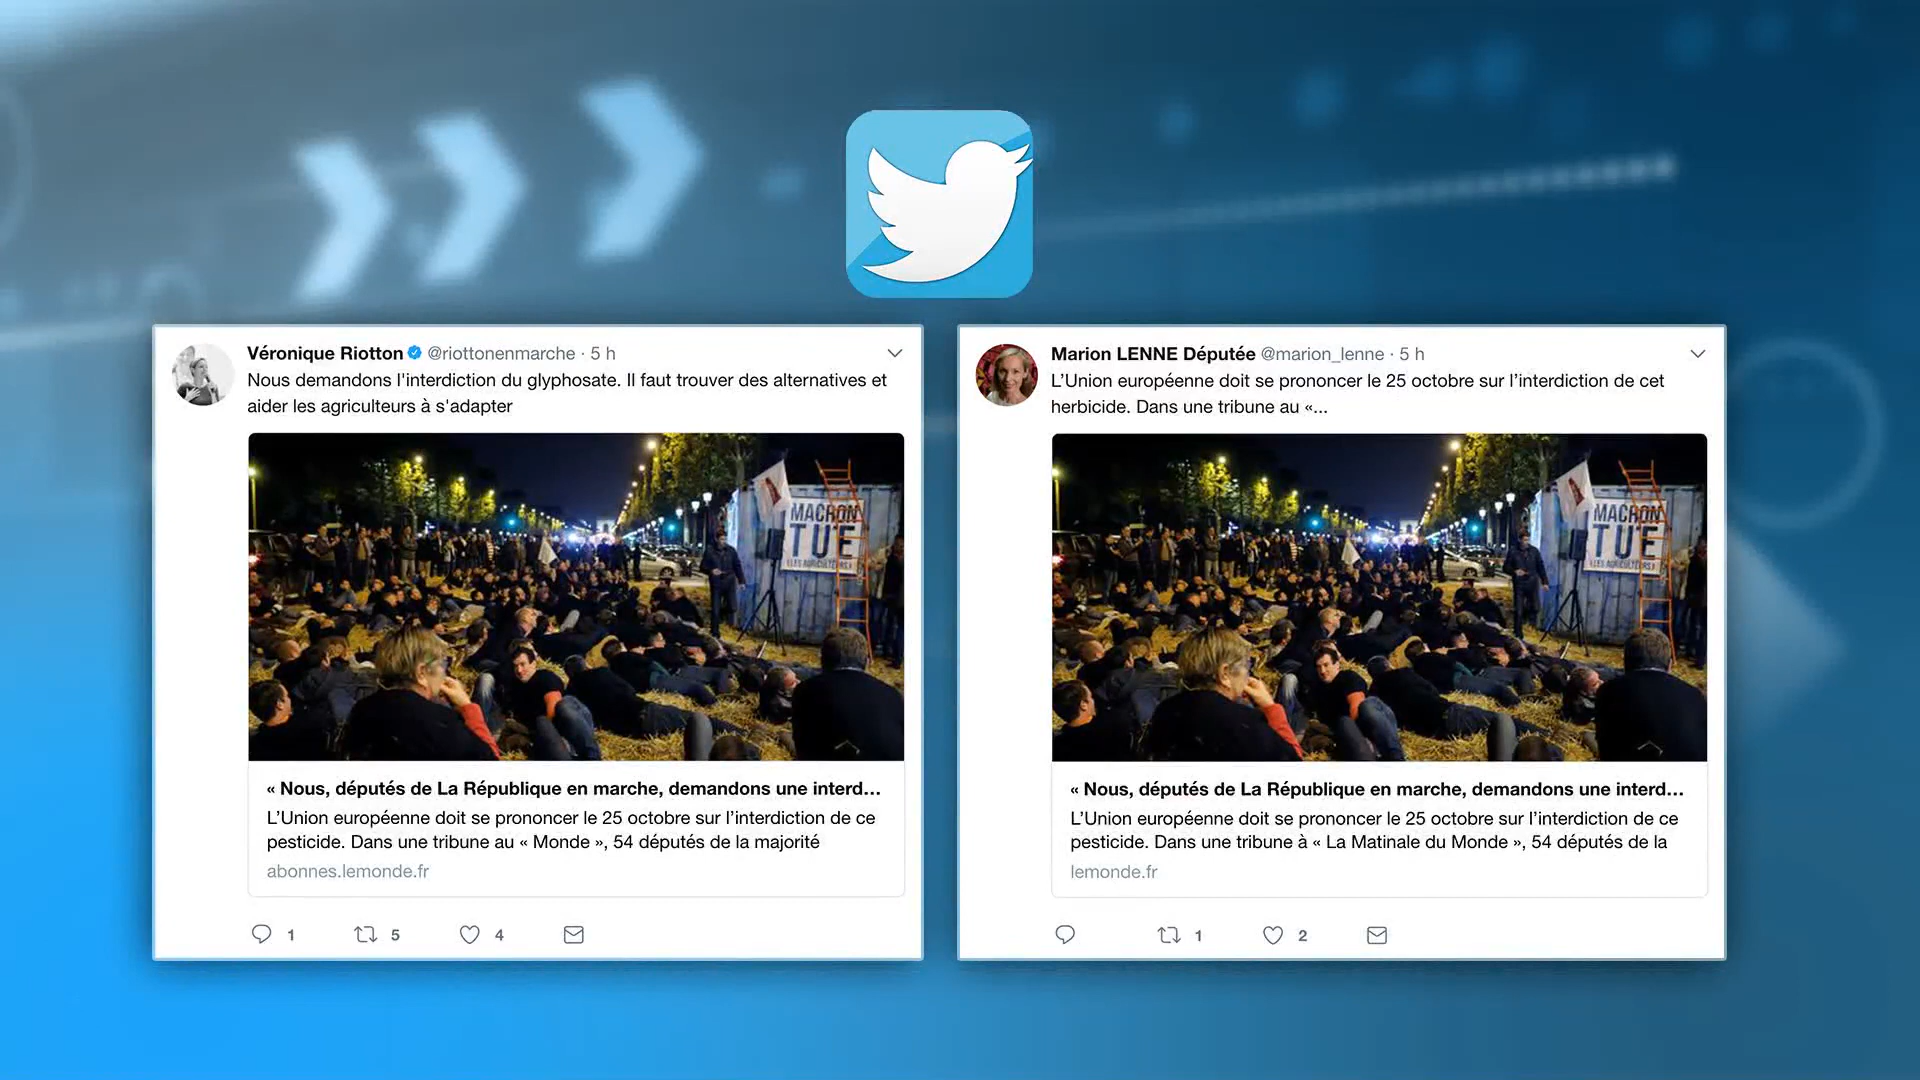 Véronique Riotton @riottonenmarche · 5 h
Nous demandons l'interdiction du glyphosate. Il faut trouver des alternatives et
aider les agriculteurs à s'adapter
MACRON
TUE
(LES AGRICULTEURS)
« Nous, députés de La République en marche, demandons une interd...
L’Union européenne doit se prononcer le 25 octobre sur l’interdiction de ce
pesticide. Dans une tribune au « Monde », 54 députés de la majorité
abonnes.lemonde.fr
1 5 4
Marion LENNE Députée @marion_lenne · 5 h
L’Union européenne doit se prononcer le 25 octobre sur l’interdiction de cet
herbicide. Dans une tribune au «...
MACRON
TUE
(LES AGRICULTEURS)
« Nous, députés de La République en marche, demandons une interd...
L’Union européenne doit se prononcer le 25 octobre sur l’interdiction de ce
pesticide. Dans une tribune à « La Matinale du Monde », 54 députés de la
lemonde.fr
1 2